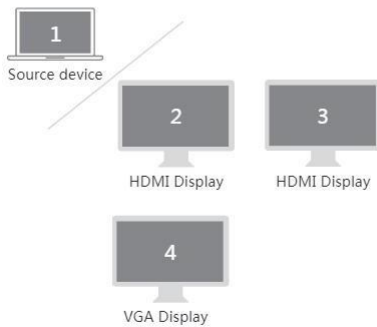 1
Source device
2
3
HDMI Display
HDMI Display
4
VGA Display